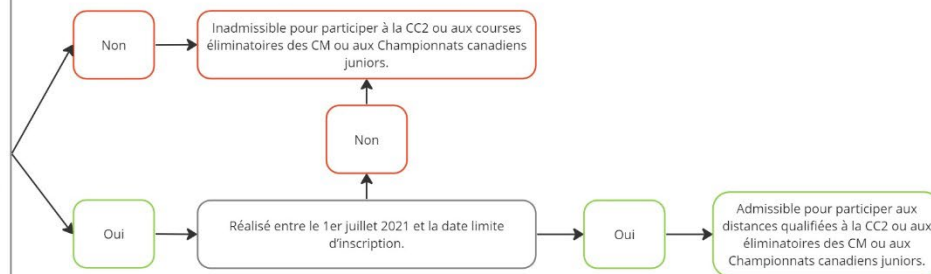 Non
Inadmissible pour participer à la CC2 ou aux courses
éliminatoires des CM ou aux Championnats canadiens
juniors.
Non
Oui
Réalisé entre le 1er juillet 2021 et la date limite
d'inscription.
Oui
Admissible pour participer aux
distances qualifiées à la CC2 ou aux
éliminatoires des CM ou aux
Championnats canadiens juniors.